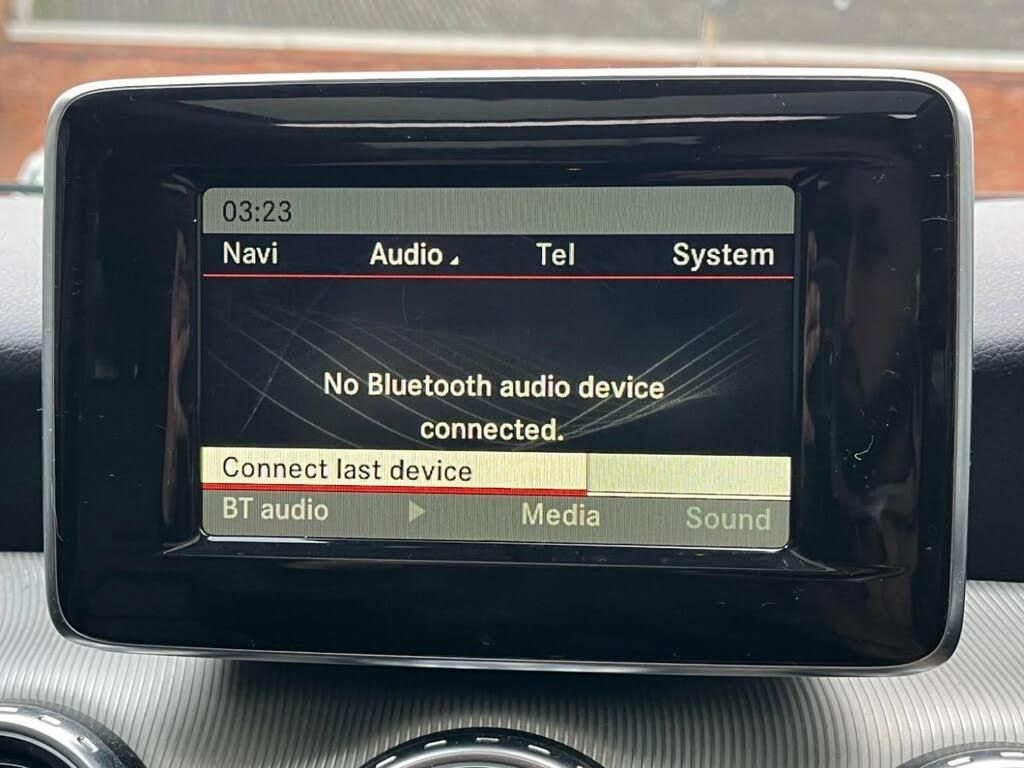 03:23
Navi Audio Tel System
No Bluetooth audio device
connected.
Connect last device
BT audio Media Sound